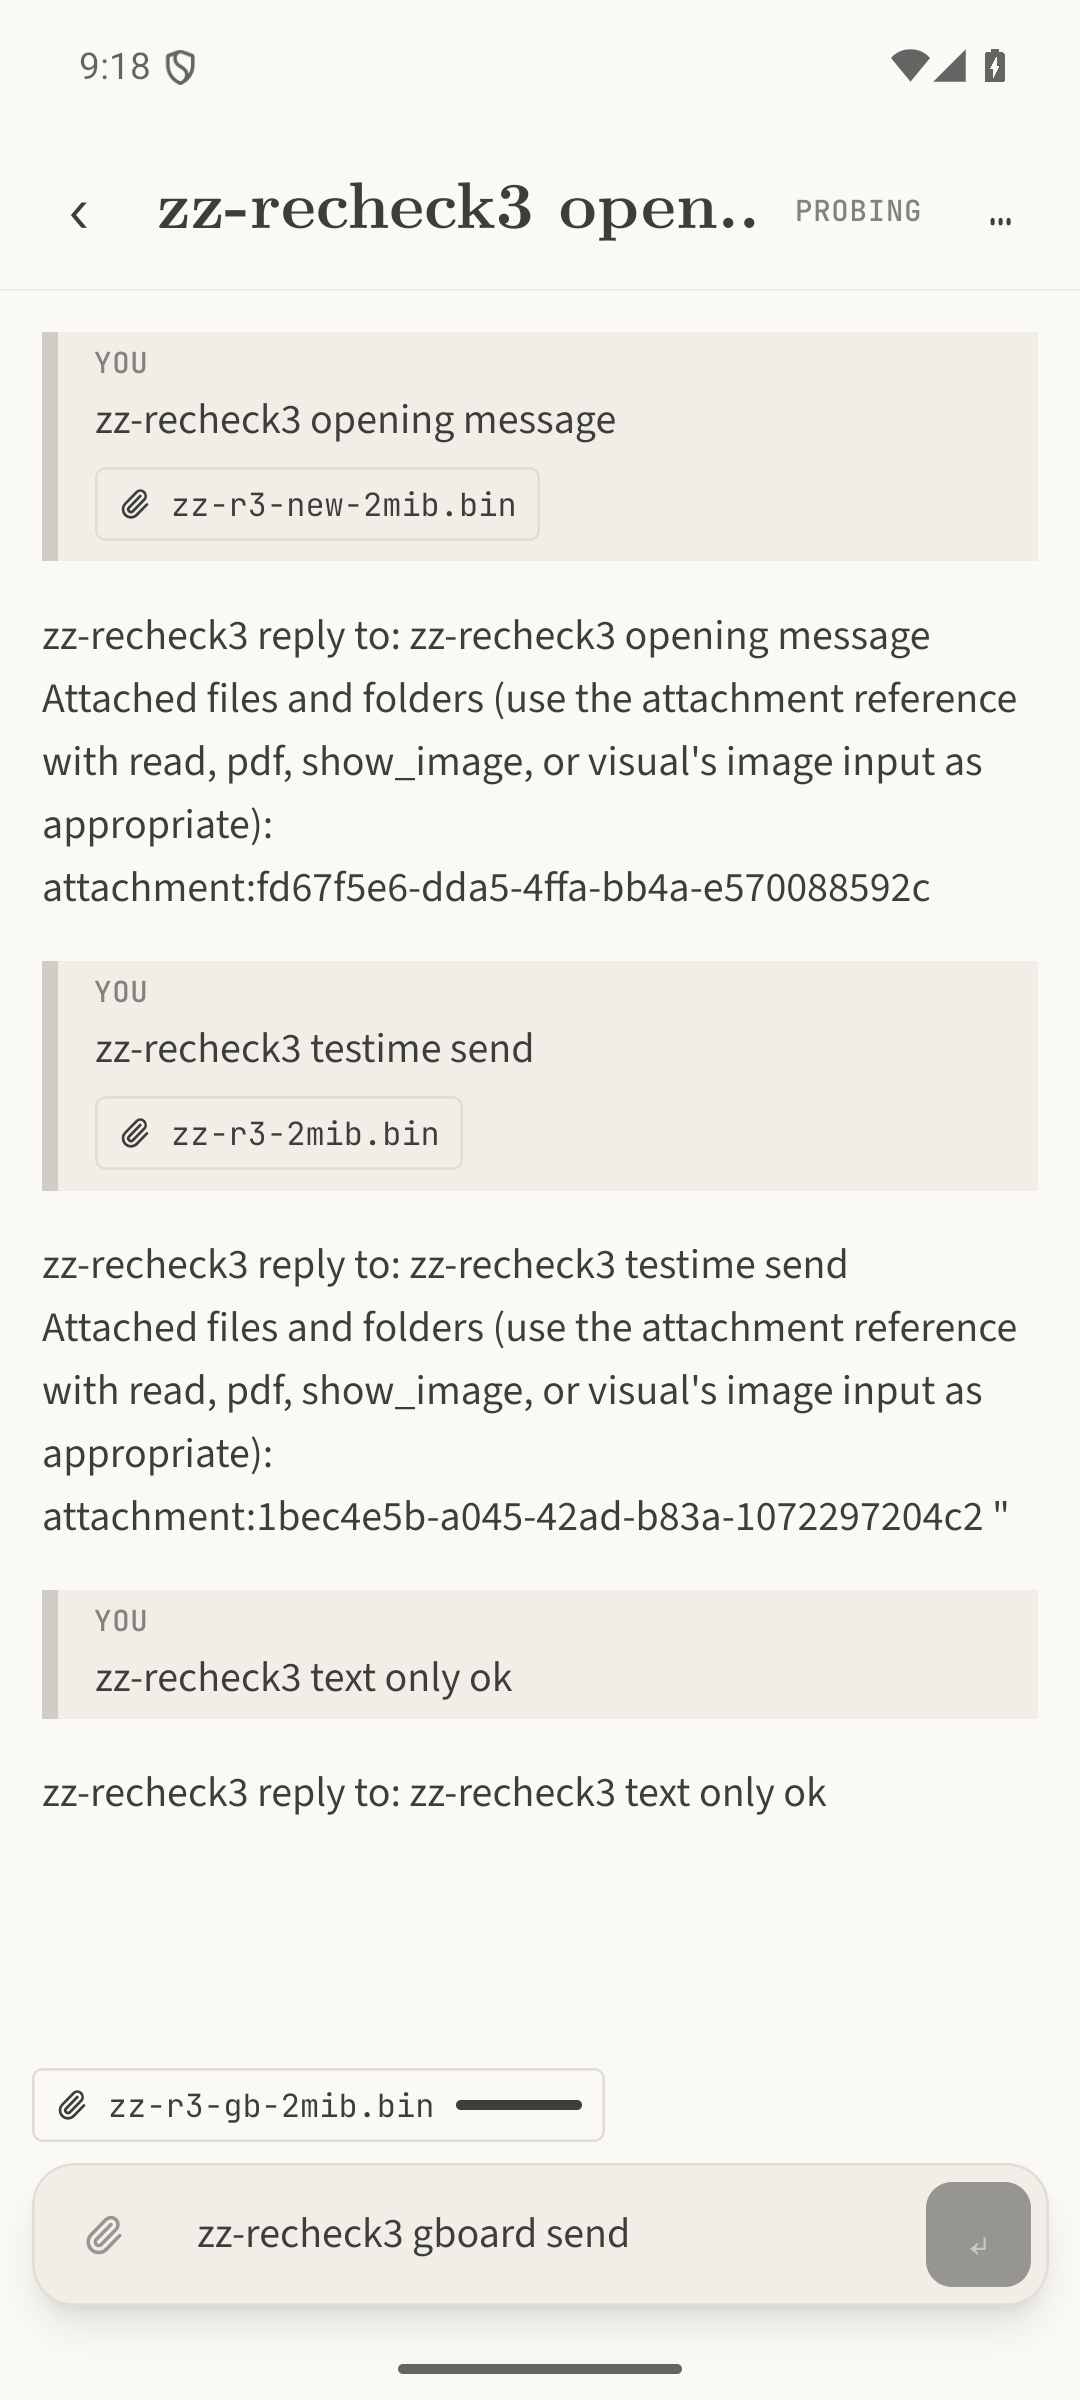 9:18
‹ zz-recheck3 open.. PROBING …
YOU
zz-recheck3 opening message
zz-r3-new-2mib.bin
zz-recheck3 reply to: zz-recheck3 opening message
Attached files and folders (use the attachment reference
with read, pdf, show_image, or visual's image input as
appropriate):
attachment:fd67f5e6-dda5-4ffa-bb4a-e570088592c
YOU
zz-recheck3 testime send
zz-r3-2mib.bin
zz-recheck3 reply to: zz-recheck3 testime send
Attached files and folders (use the attachment reference
with read, pdf, show_image, or visual's image input as
appropriate):
attachment:1bec4e5b-a045-42ad-b83a-1072297204c2 "
YOU
zz-recheck3 text only ok
zz-recheck3 reply to: zz-recheck3 text only ok
zz-r3-gb-2mib.bin
zz-recheck3 gboard send